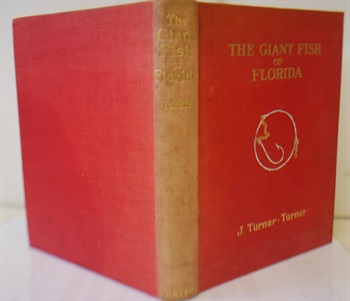 The
Giant
Fish
of
Florida
Turner
THE GIANT FISH
OF
FLORIDA
J. Turner-Turner